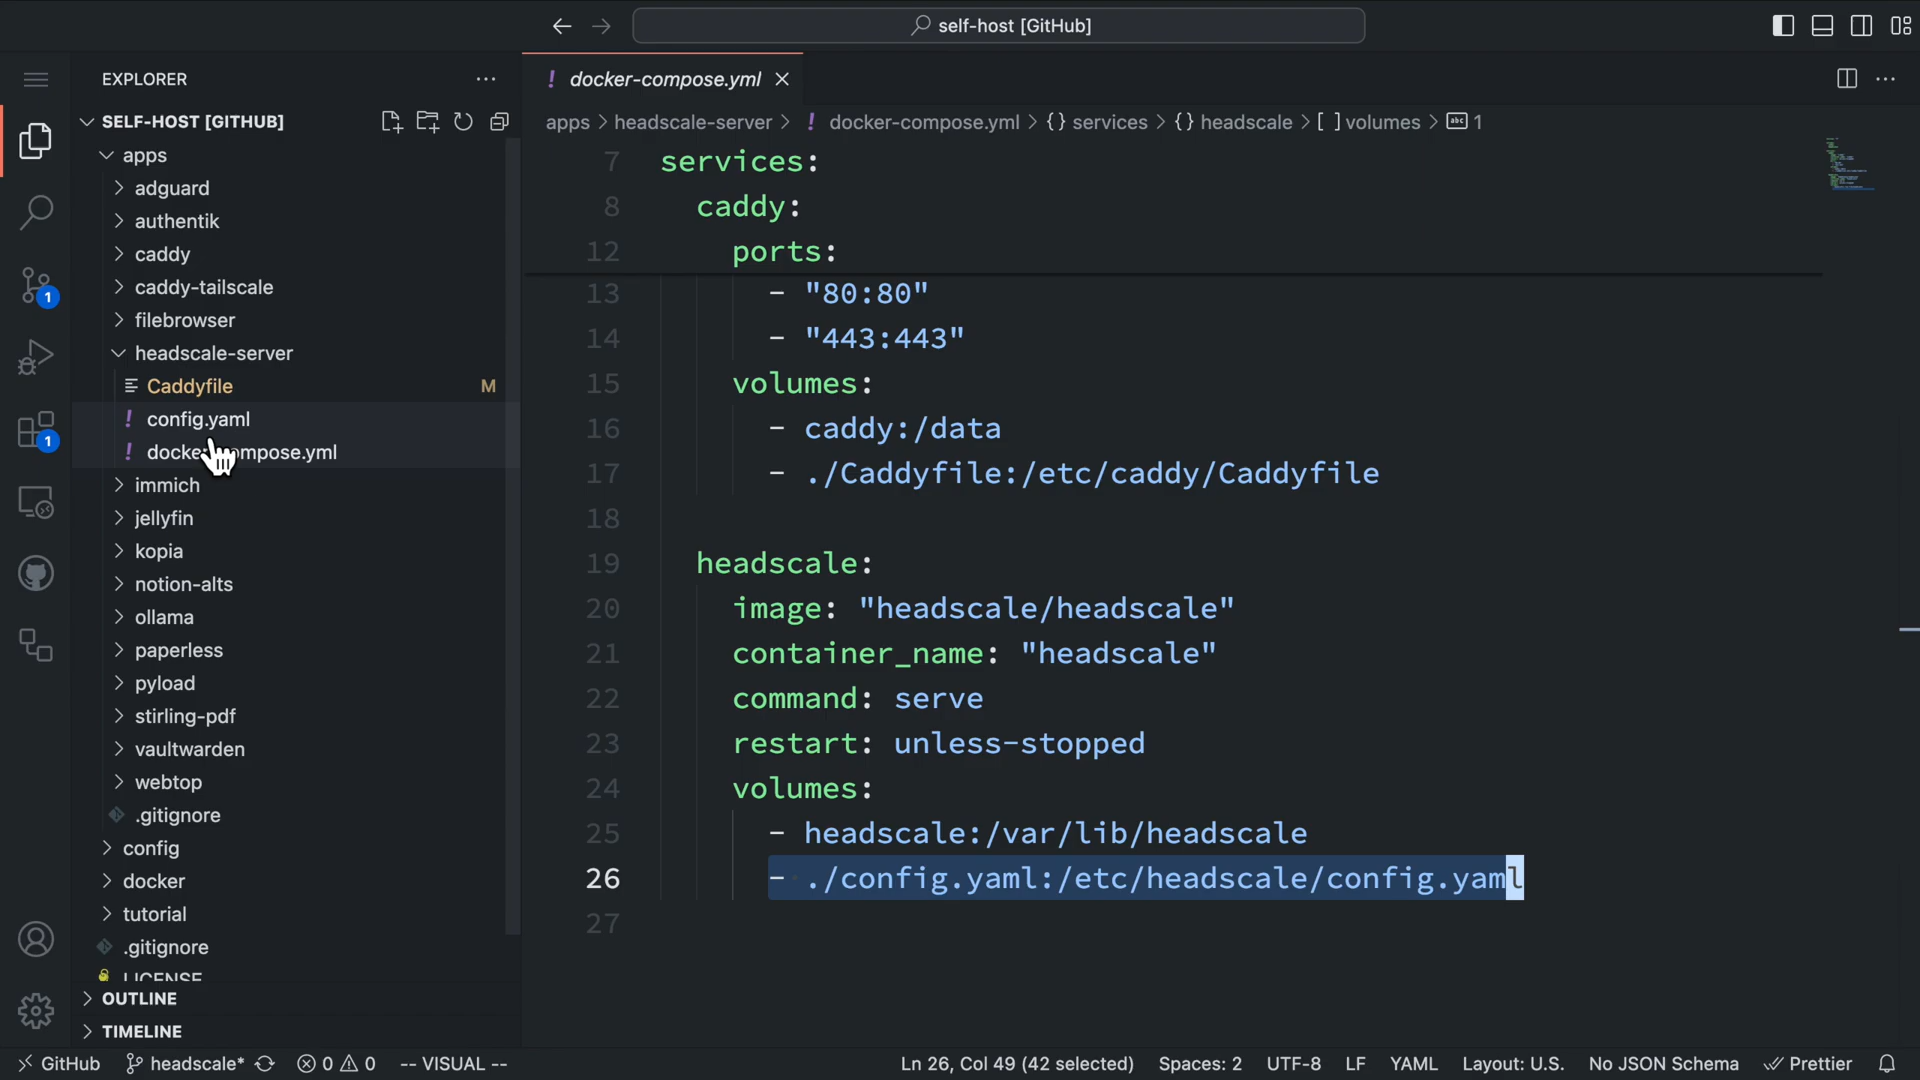 self-host [GitHub]
EXPLORER
SELF-HOST [GITHUB]
apps
adguard
authentik
caddy
caddy-tailscale
filebrowser
headscale-server
Caddyfile M
config.yaml
docker-compose.yml
immich
jellyfin
kopia
notion-alts
ollama
paperless
pyload
stirling-pdf
vaultwarden
webtop
.gitignore
config
docker
tutorial
.gitignore
LICENSE
OUTLINE
TIMELINE
1
1
! docker-compose.yml
apps > headscale-server > ! docker-compose.yml > {} services > {} headscale > [ ] volumes > abc 1
7 services:
8 caddy:
12 ports:
13 - "80:80"
14 - "443:443"
15 volumes:
16 - caddy:/data
17 - ./Caddyfile:/etc/caddy/Caddyfile
18
19 headscale:
20 image: "headscale/headscale"
21 container_name: "headscale"
22 command: serve
23 restart: unless-stopped
24 volumes:
25 - headscale:/var/lib/headscale
26 - ./config.yaml:/etc/headscale/config.yaml
27
GitHub headscale* 0 0 -- VISUAL -- Ln 26, Col 49 (42 selected) Spaces: 2 UTF-8 LF YAML Layout: U.S. No JSON Schema Prettier